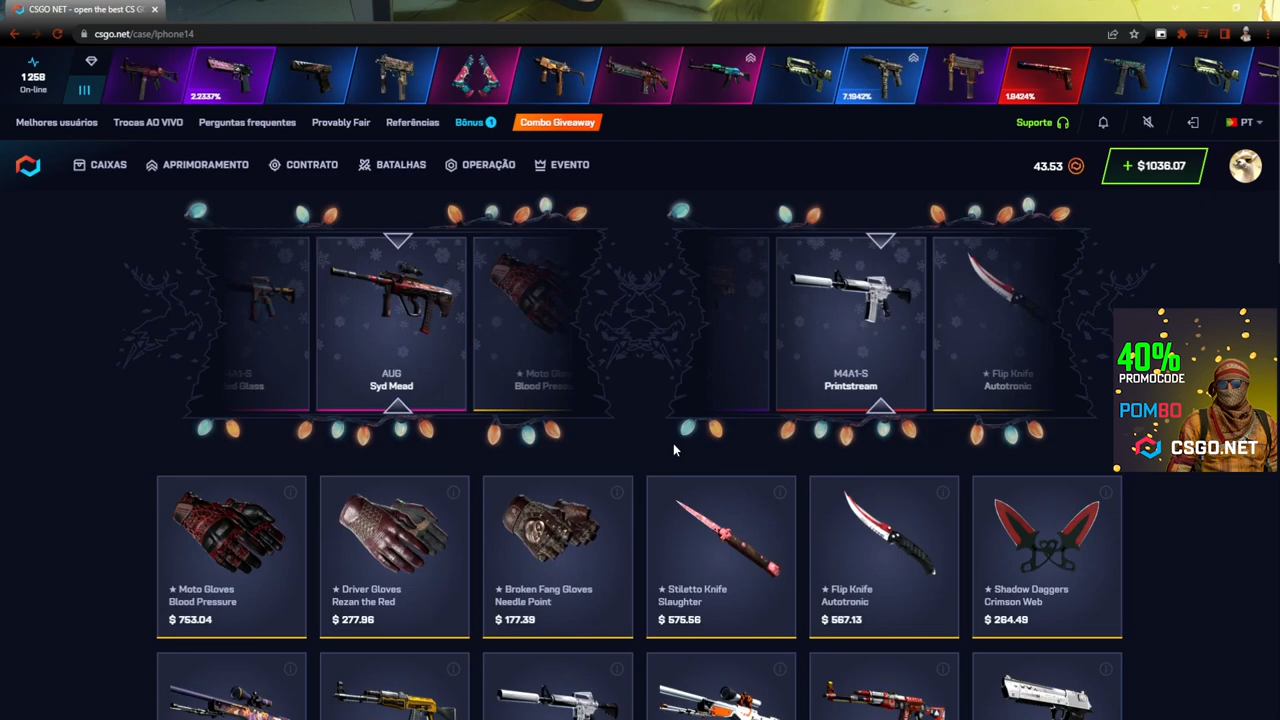 CSGO NET - open the best CS G
csgo.net/case/Iphone14
1 258
On-line
2.2337%
7.1942%
1.9424%
Melhores usuários
Trocas AO VIVO
Perguntas frequentes
Provably Fair
Referências
Bônus 1
Combo Giveaway
Suporte
PT
CAIXAS
APRIMORAMENTO
CONTRATO
BATALHAS
OPERAÇÃO
EVENTO
43.53
+ $1036.07
AUG
Syd Mead
★ Moto Glo
Blood Press
M4A1-S
Printstream
★ Flip Knife
Autotronic
40%
PROMOCODE
POM80
CSGO.NET
★ Moto Gloves
Blood Pressure
$ 753.04
★ Driver Gloves
Rezan the Red
$ 277.96
★ Broken Fang Gloves
Needle Point
$ 177.39
★ Stiletto Knife
Slaughter
$ 575.56
★ Flip Knife
Autotronic
$ 567.13
★ Shadow Daggers
Crimson Web
$ 264.49